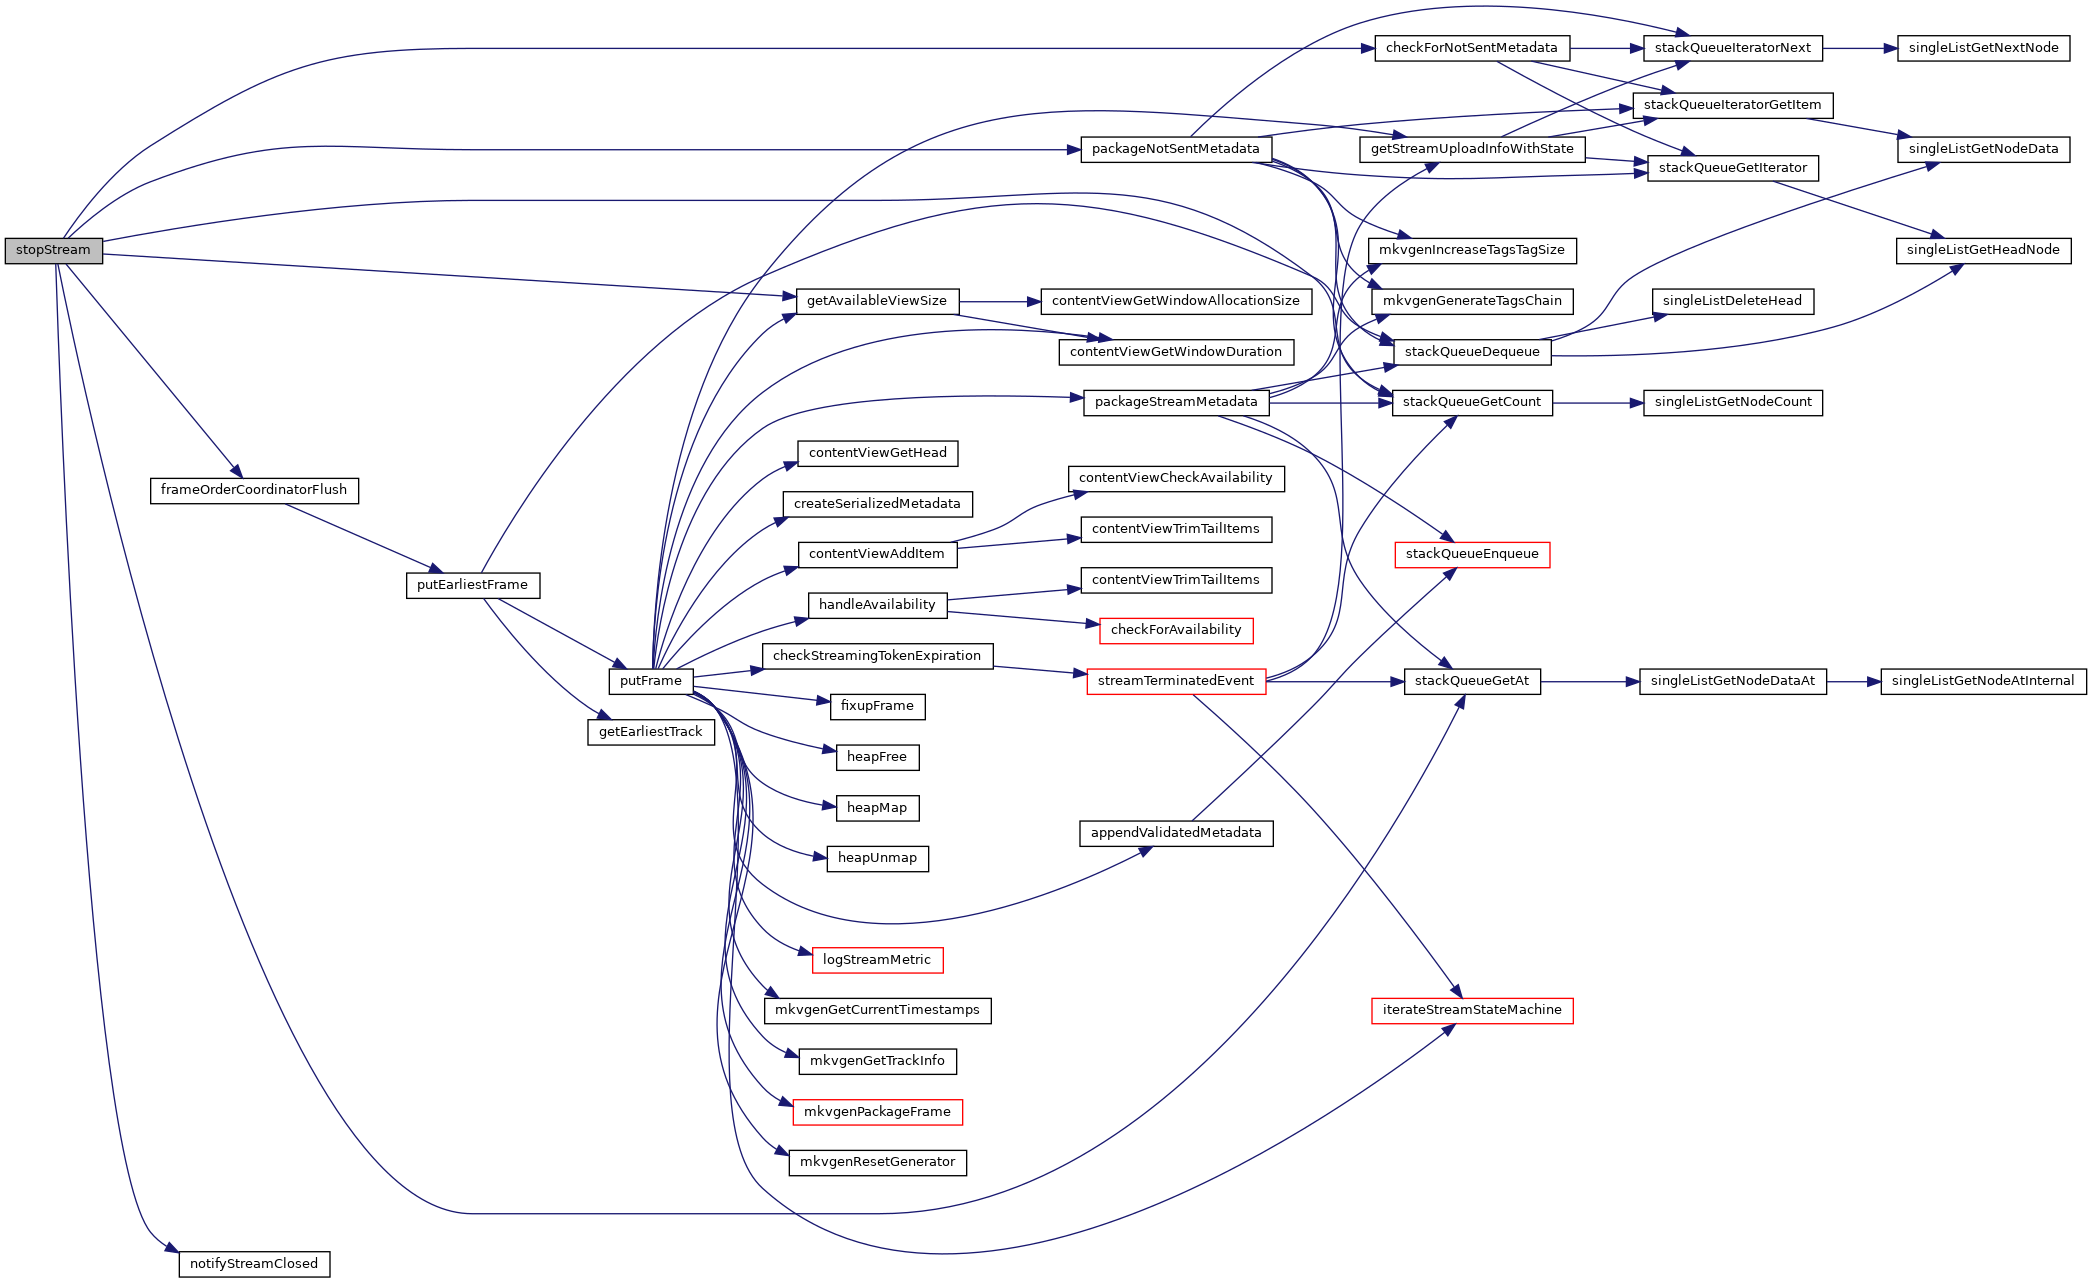 stopStream
frameOrderCoordinatorFlush
notifyStreamClosed
putEarliestFrame
putFrame
getEarliestTrack
getAvailableViewSize
contentViewGetHead
createSerializedMetadata
contentViewAddItem
handleAvailability
checkStreamingTokenExpiration
fixupFrame
heapFree
heapMap
heapUnmap
logStreamMetric
mkvgenGetCurrentTimestamps
mkvgenGetTrackInfo
mkvgenPackageFrame
mkvgenResetGenerator
packageNotSentMetadata
contentViewGetWindowAllocationSize
contentViewGetWindowDuration
packageStreamMetadata
contentViewCheckAvailability
contentViewTrimTailItems
contentViewTrimTailItems
checkForAvailability
streamTerminatedEvent
appendValidatedMetadata
checkForNotSentMetadata
getStreamUploadInfoWithState
mkvgenIncreaseTagsTagSize
mkvgenGenerateTagsChain
stackQueueDequeue
stackQueueGetCount
stackQueueEnqueue
stackQueueGetAt
iterateStreamStateMachine
stackQueueIteratorNext
stackQueueIteratorGetItem
stackQueueGetIterator
singleListDeleteHead
singleListGetNodeCount
singleListGetNodeDataAt
singleListGetNextNode
singleListGetNodeData
singleListGetHeadNode
singleListGetNodeAtInternal